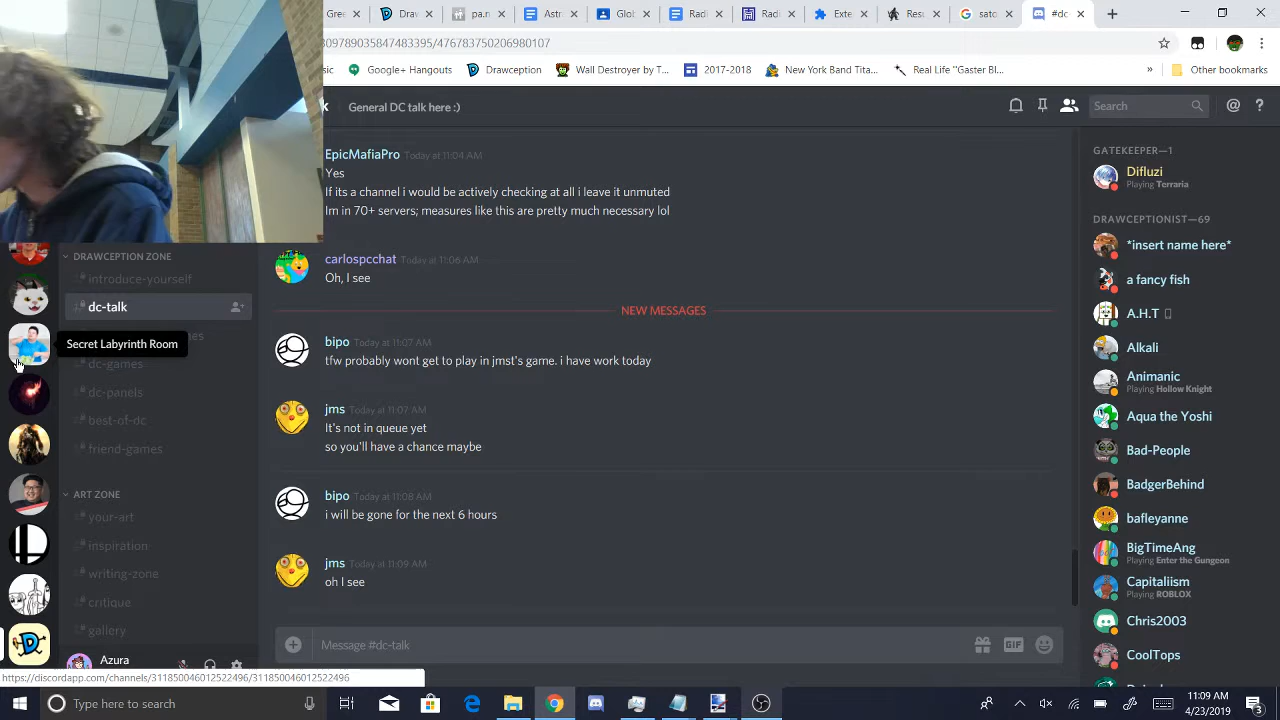 Gi
Draw
pa.
Astr
Glo
Ra
Rad
Exte
Resu
sato
#dc
3097890358474833​95/476783750206980107
sic
Google+ Hangouts
Drawception
Wall Destroyer by T...
2017-2018
New York Band Tita...
Real Life "Gaster Bl...
»
Other bookmarks
k
General DC talk here :)
Search
EpicMafiaPro Today at 11:04 AM
Yes
If its a channel i would be actively checking at all i leave it unmuted
Im in 70+ servers; measures like this are pretty much necessary lol
carlospcchat Today at 11:06 AM
Oh, I see
NEW MESSAGES
bipo Today at 11:07 AM
tfw probably wont get to play in jmst's game. i have work today
jms Today at 11:07 AM
It's not in queue yet
so you'll have a chance maybe
bipo Today at 11:08 AM
i will be gone for the next 6 hours
jms Today at 11:09 AM
oh I see
Message #dc-talk
GIF
DRAWCEPTION ZONE
introduce-yourself
dc-talk
Secret Labyrinth Room
es
dc-games
dc-panels
best-of-dc
friend-games
ART ZONE
your-art
inspiration
writing-zone
critique
gallery
Azura
https://discordapp.com/channels/311850046012522496/311850046012522496
GATEKEEPER—1
Difluzi
Playing Terraria
DRAWCEPTIONIST—69
*insert name here*
a fancy fish
A.H.T
Alkali
Animanic
Playing Hollow Knight
Aqua the Yoshi
Bad-People
BadgerBehind
bafleyanne
BigTimeAng
Playing Enter the Gungeon
Capitaliism
Playing ROBLOX
Chris2003
CoolTops
Type here to search
11:09 AM
4/23/2019
3